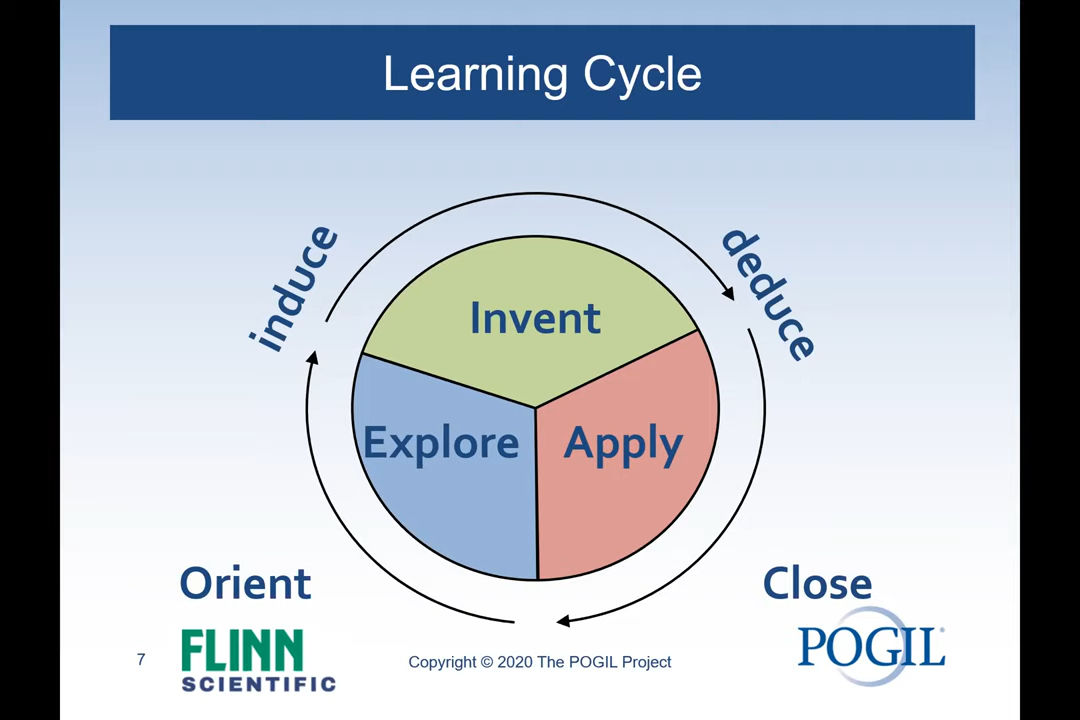 Learning Cycle
induce
deduce
Invent
Explore
Apply
Orient
Close
FLINN
SCIENTIFIC
7
Copyright © 2020 The POGIL Project
POGIL®